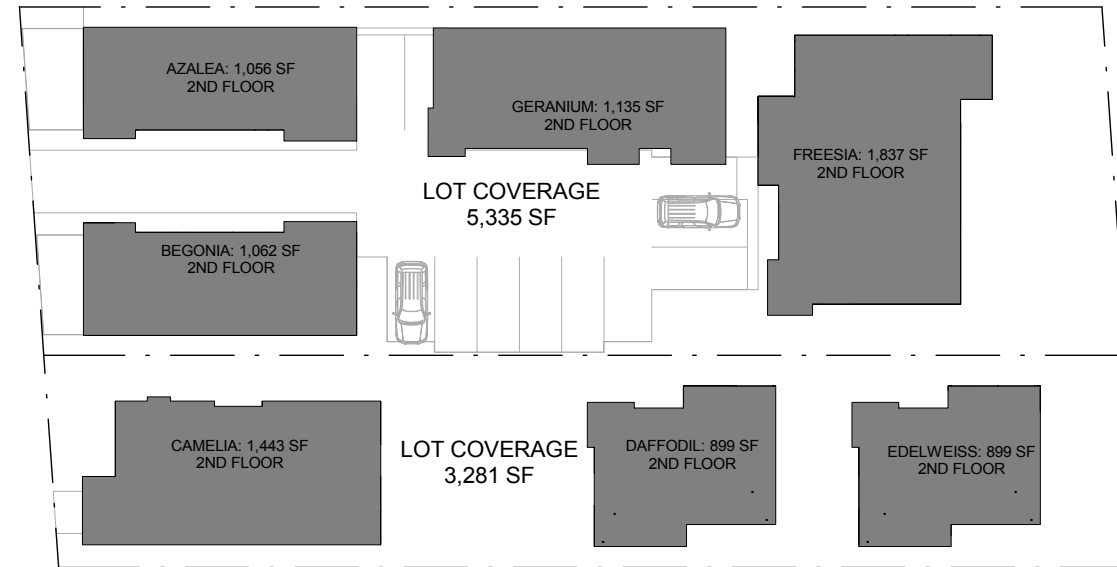 AZALEA: 1,056 SF
2ND FLOOR
GERANIUM: 1,135 SF
2ND FLOOR
FREESIA: 1,837 SF
2ND FLOOR
LOT COVERAGE
5,335 SF
BEGONIA: 1,062 SF
2ND FLOOR
CAMELIA: 1,443 SF
2ND FLOOR
LOT COVERAGE
3,281 SF
DAFFODIL: 899 SF
2ND FLOOR
EDELWEISS: 899 SF
2ND FLOOR